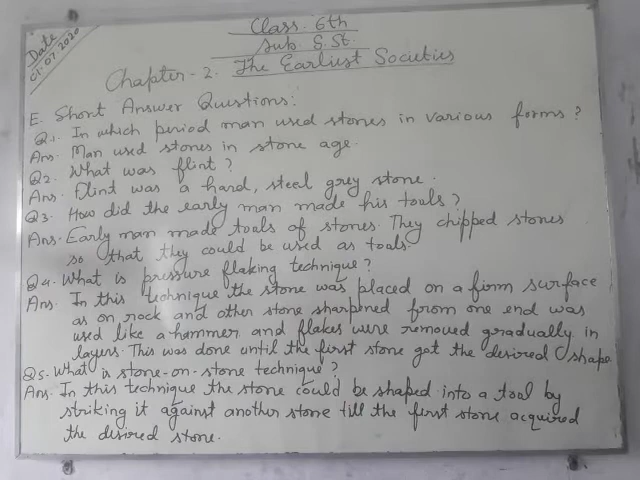 Date
01.07.2020
Class: 6th
Sub: S.St.
Chapter-2. The Earliest Societies
E. Short Answer Questions:
Q.1. In which period man used stones in various forms?
Ans. Man used stones in stone age.
Q2. What was flint?
Ans. Flint was a hard, steel grey stone.
Q3. How did the early man made his tools?
Ans. Early man made tools of stones. They chipped stones
so that they could be used as tools.
Q4. What is pressure flaking technique?
Ans. In this technique the stone was placed on a firm surface
as on rock and other stone sharpened from one end was
used like a hammer and flakes were removed gradually in
layers. This was done until the first stone got the desired shape.
Q5. What is stone-on-stone technique?
Ans. In this technique the stone could be shaped into a tool by
striking it against another stone till the first stone acquired
the desired stone.